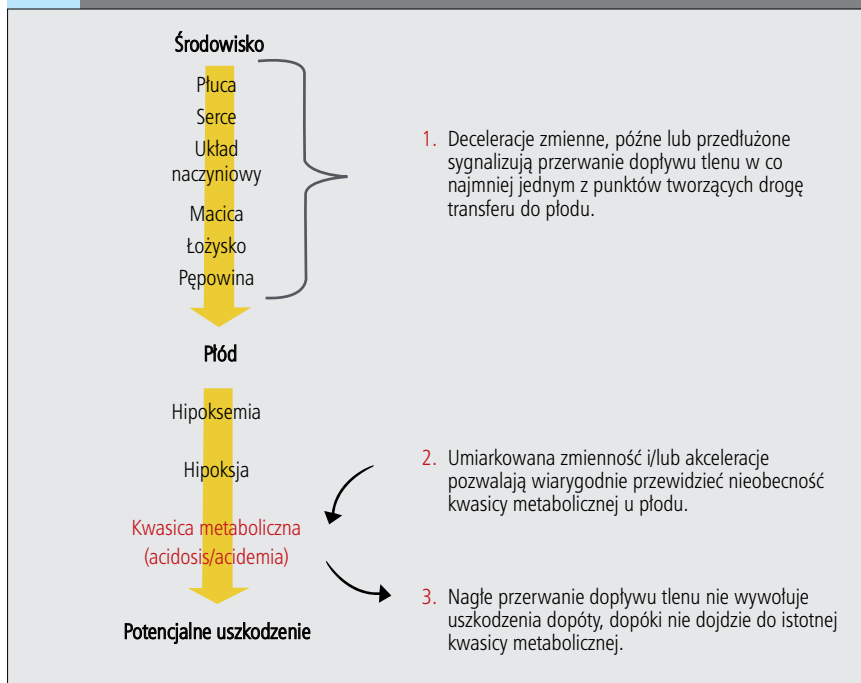 Środowisko
Płuca
Serce
Układ
naczyniowy
Macica
Łożysko
Pępowina
1. Deceleracje zmienne, późne lub przedłużone
sygnalizują przerwanie dopływu tlenu w co
najmniej jednym z punktów tworzących drogę
transferu do płodu.
Płód
Hipoksemia
Hipoksja
Kwasica metaboliczna
(acidosis/acidemia)
2. Umiarkowana zmienność i/lub akceleracje
pozwalają wiarygodnie przewidzieć nieobecność
kwasicy metabolicznej u płodu.
Potencjalne uszkodzenie
3. Nagłe przerwanie dopływu tlenu nie wywołuje
uszkodzenia dopóty, dopóki nie dojdzie do istotnej
kwasicy metabolicznej.